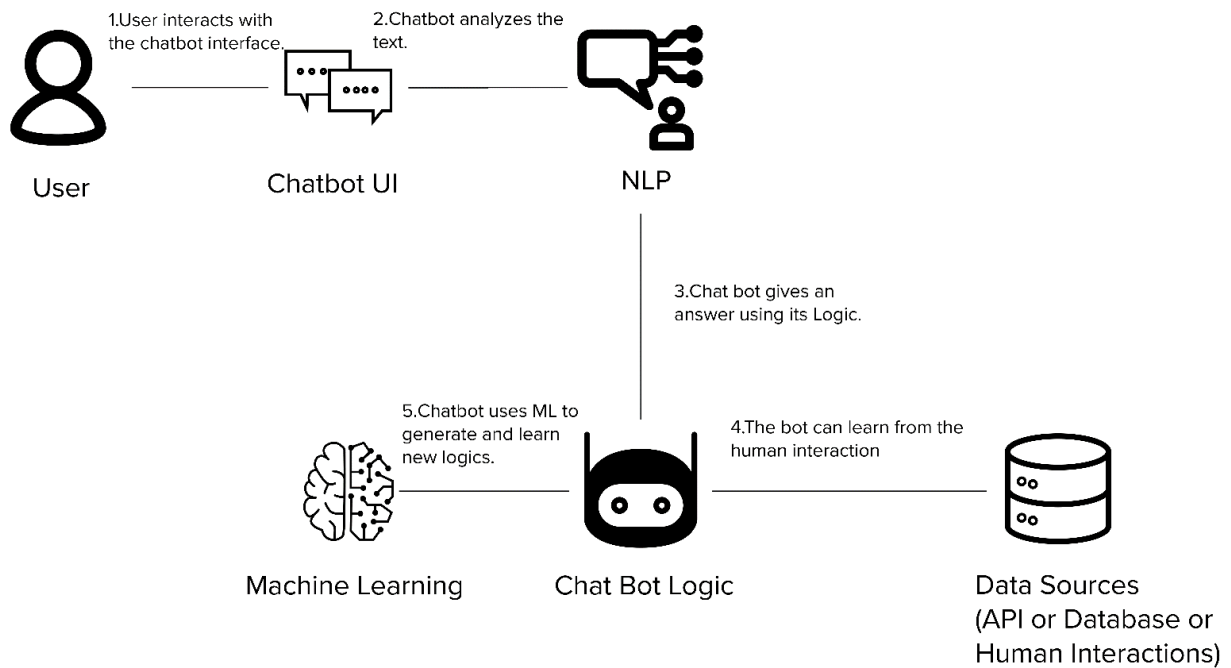 1.User interacts with
the chatbot interface.
2.Chatbot analyzes the
text.
User
Chatbot UI
NLP
3.Chat bot gives an
answer using its Logic.
5.Chatbot uses ML to
generate and learn
new logics.
4.The bot can learn from the
human interaction
Machine Learning
Chat Bot Logic
Data Sources
(API or Database or
Human Interactions)